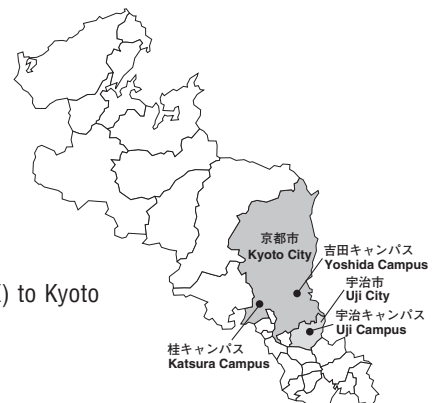 京都市
Kyoto City
吉田キャンパス
Yoshida Campus
宇治市
Uji City
宇治キャンパス
Uji Campus
) to Kyoto
桂キャンパス
Katsura Campus